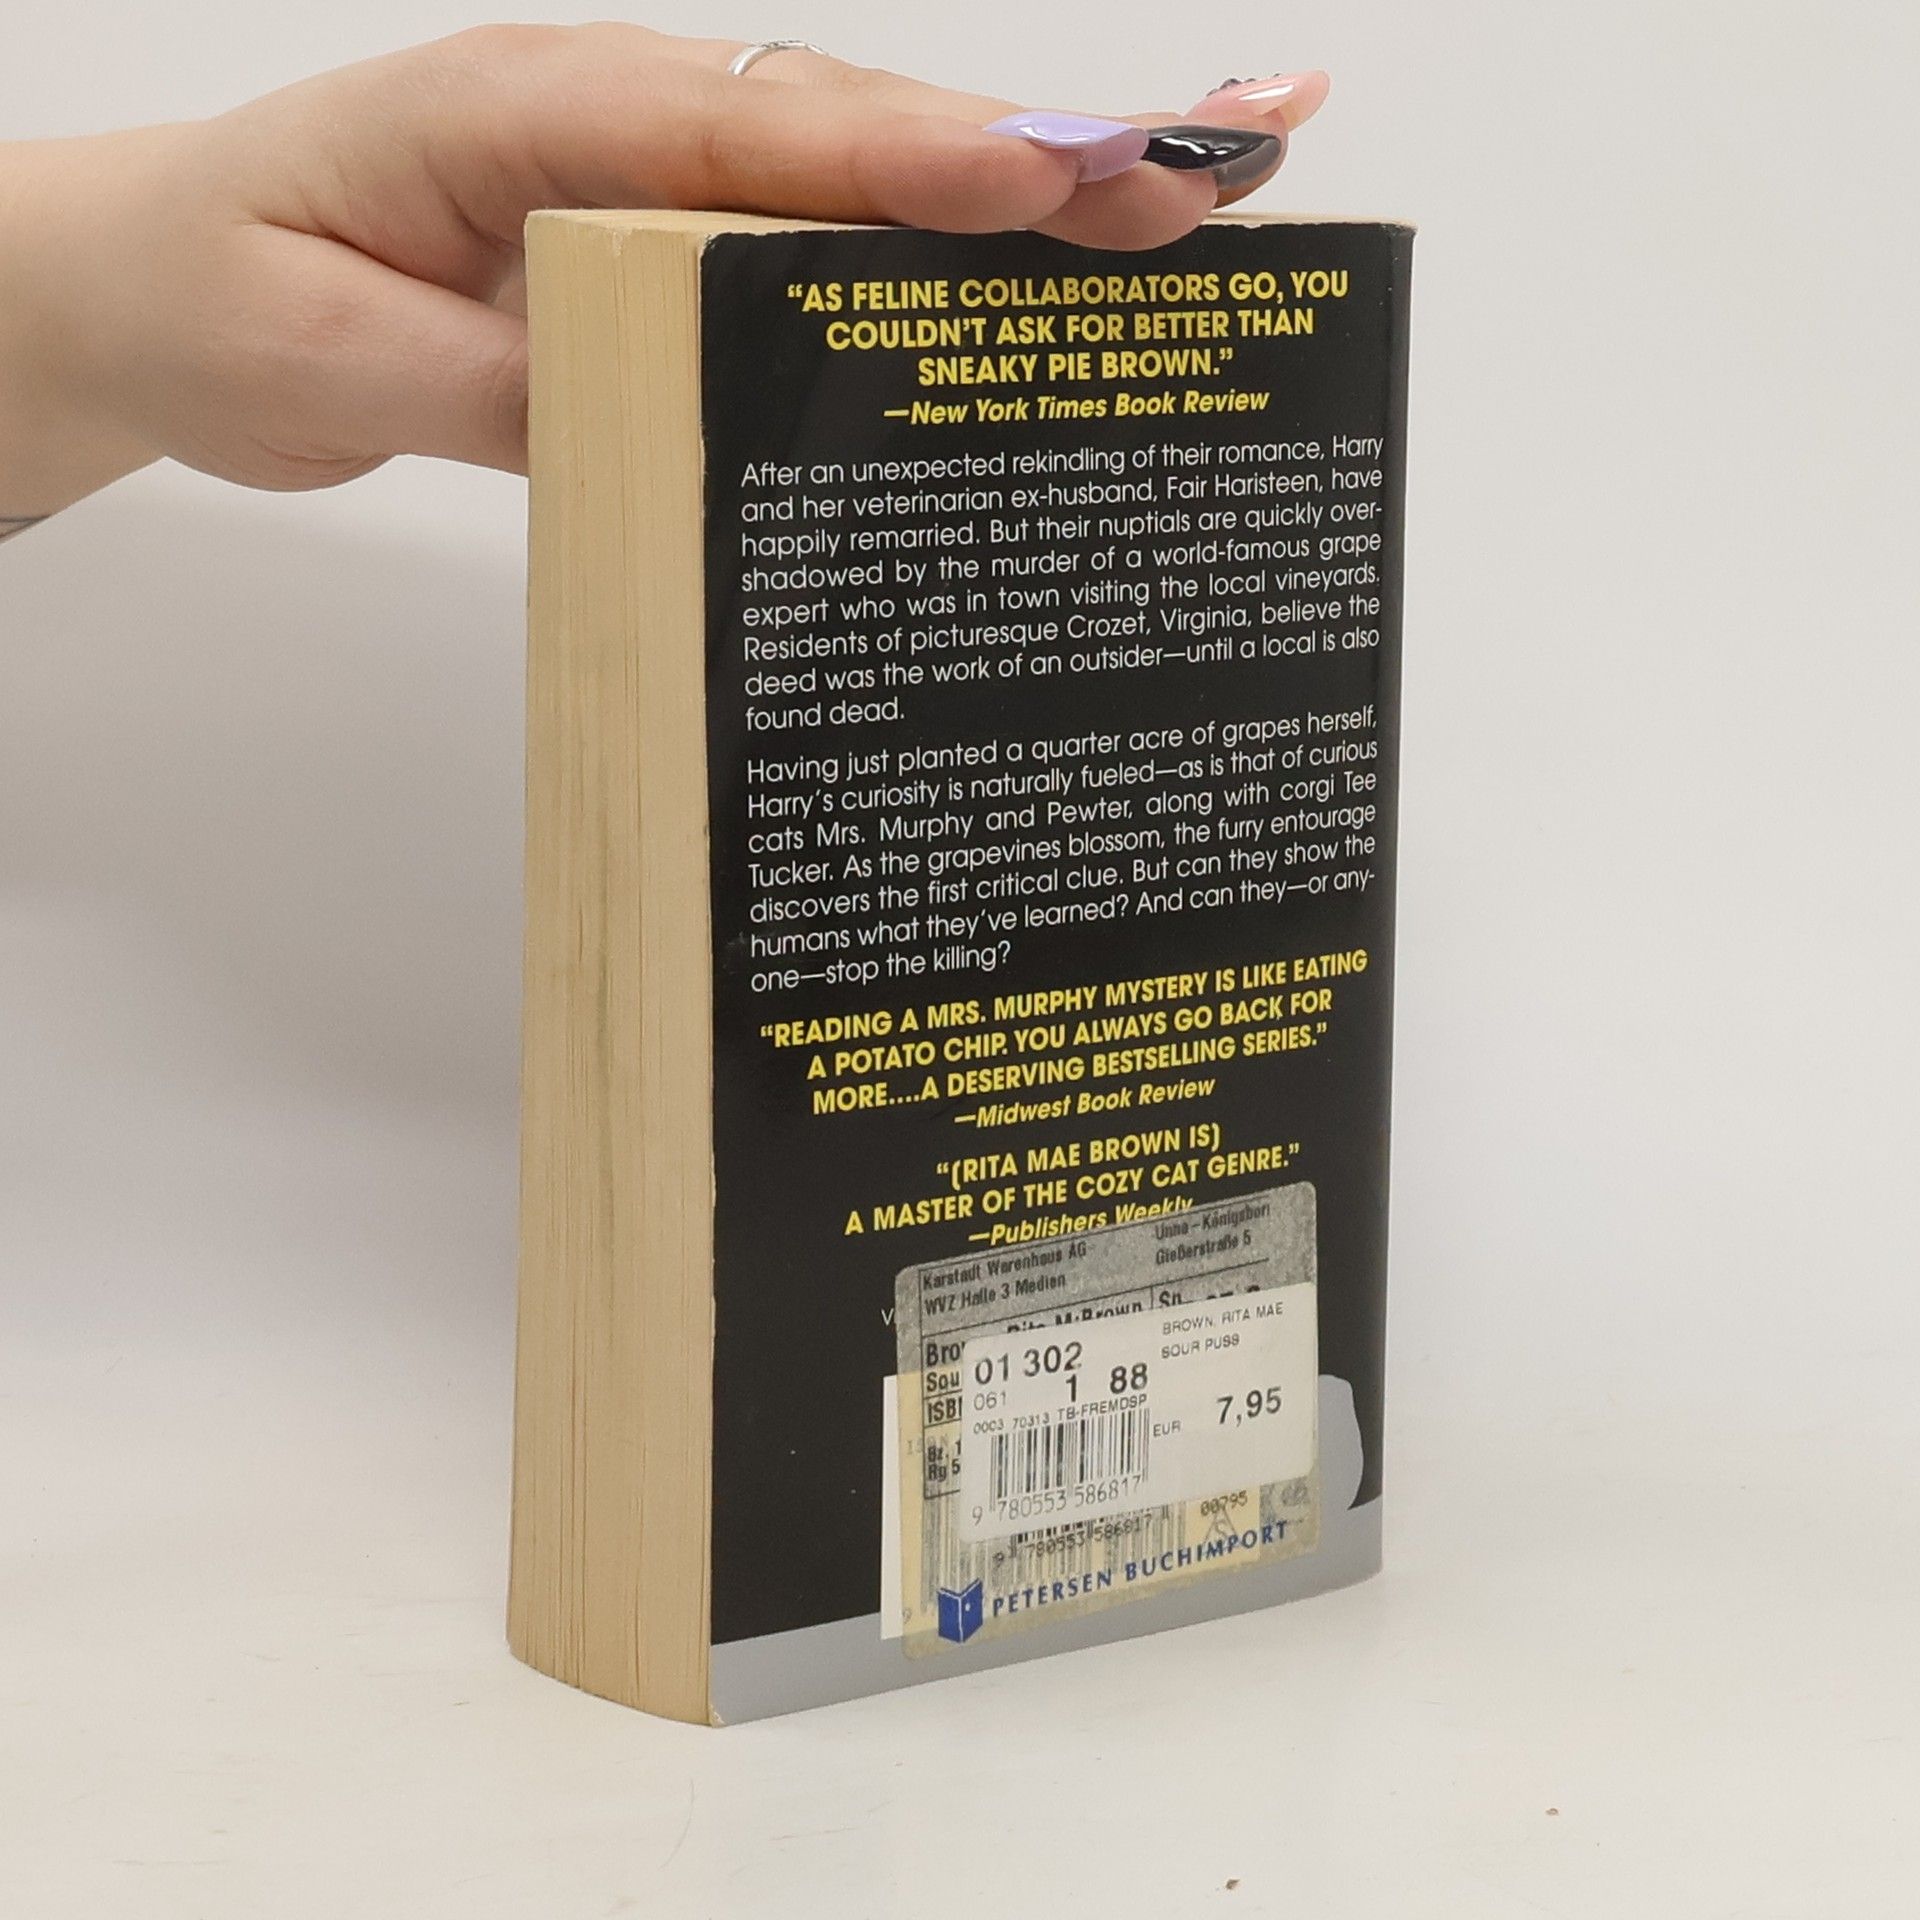 “AS FELINE COLLABORATORS GO, YOU
COULDN’T ASK FOR BETTER THAN
SNEAKY PIE BROWN.”
—New York Times Book Review
After an unexpected rekindling of their romance, Harry
and her veterinarian ex-husband, Fair Haristeen, have
happily remarried. But their nuptials are quickly over-
shadowed by the murder of a world-famous grape
expert who was in town visiting the local vineyards.
Residents of picturesque Crozet, Virginia, believe the
deed was the work of an outsider—until a local is also
found dead.
Having just planted a quarter acre of grapes herself,
Harry’s curiosity is naturally fueled—as is that of curious
cats Mrs. Murphy and Pewter, along with corgi Tee
Tucker. As the grapevines blossom, the furry entourage
discovers the first critical clue. But can they show the
humans what they’ve learned? And can they—or any-
one—stop the killing?
“READING A MRS. MURPHY MYSTERY IS LIKE EATING
A POTATO CHIP. YOU ALWAYS GO BACK FOR
MORE....A DESERVING BESTSELLING SERIES.”
—Midwest Book Review
“(RITA MAE BROWN IS)
A MASTER OF THE COZY CAT GENRE.”
—Publishers Weekly
Karstadt Warenhaus AG
WVZ Halle 3 Medien
Unna-Königsborn
Gießerstraße 5
BROWN, RITA MAE
SOUR PUSS
01 302
061 1 88
0003 70313 TB-FREMDSP
EUR 7,95
9 780553 586817
00795
9 780553 586817
PETERSEN BUCHIMPORT